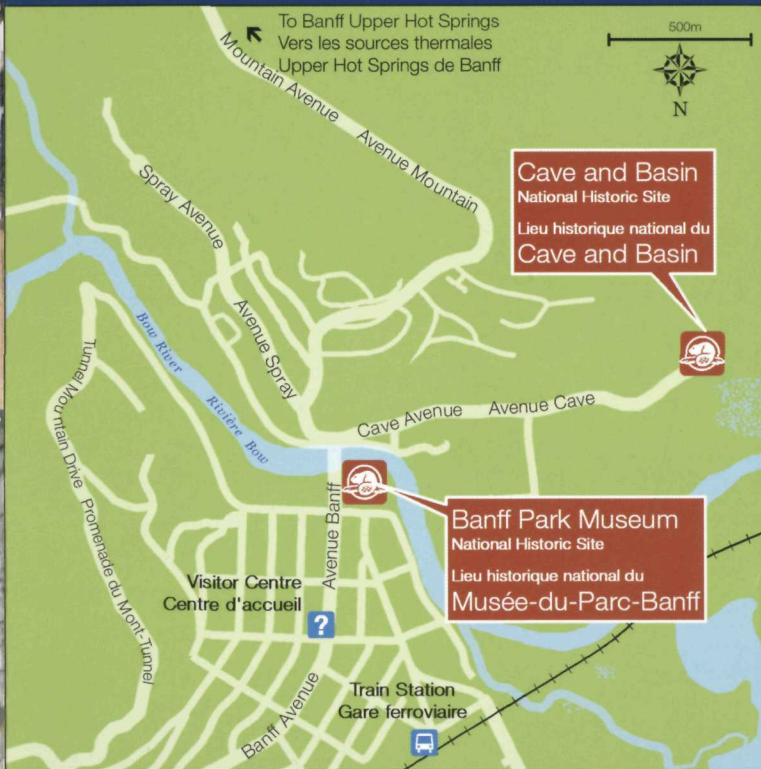 To Banff Upper Hot Springs
Vers les sources thermales
Upper Hot Springs de Banff
500m
N
Mountain Avenue Avenue Mountain
Cave and Basin
National Historic Site
Lieu historique national du
Cave and Basin
Spray Avenue
Avenue Spray
Bow River Rivière Bow
Tunnel Mountain Drive Promenade du Mont-Tunnel
Cave Avenue Avenue Cave
Avenue Banff
Banff Park Museum
National Historic Site
Lieu historique national du
Musée-du-Parc-Banff
Visitor Centre
Centre d'accueil
?
Train Station
Gare ferroviaire
Banff Avenue